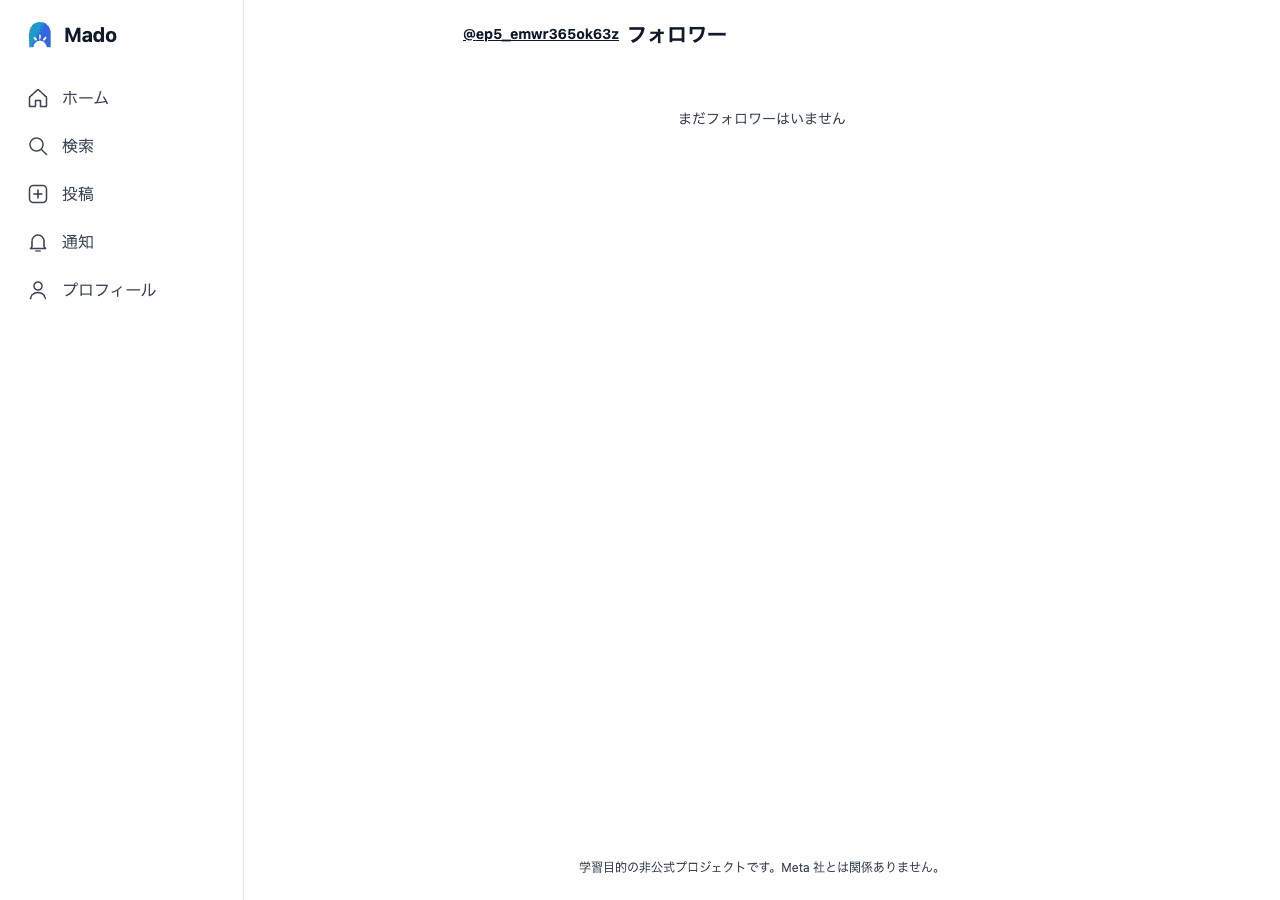 Mado
ホーム
検索
投稿
通知
プロフィール
@ep5_emwr365ok63z フォロワー
まだフォロワーはいません
学習目的の非公式プロジェクトです。Meta 社とは関係ありません。